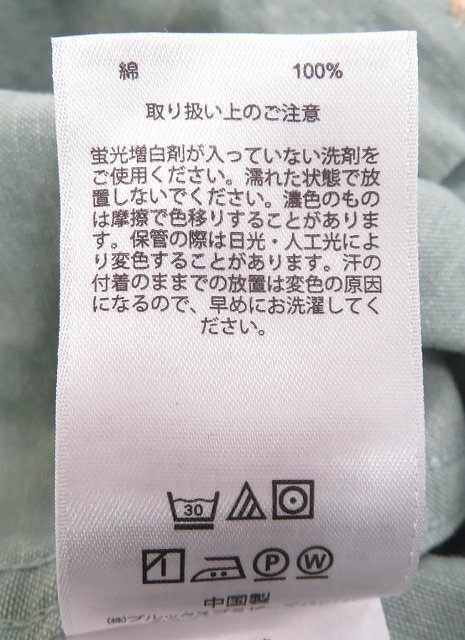 綿 100%
取り扱い上のご注意
蛍光増白剤が入っていない洗剤を
ご使用ください。濡れた状態で放
置しないでください。濃色のもの
は摩擦で色移りすることがありま
す。保管の際は日光・人工光によ
り変色することがあります。汗の
付着のままでの放置は変色の原因
になるので、早めにお洗濯してく
ださい。
30
P W
中国製